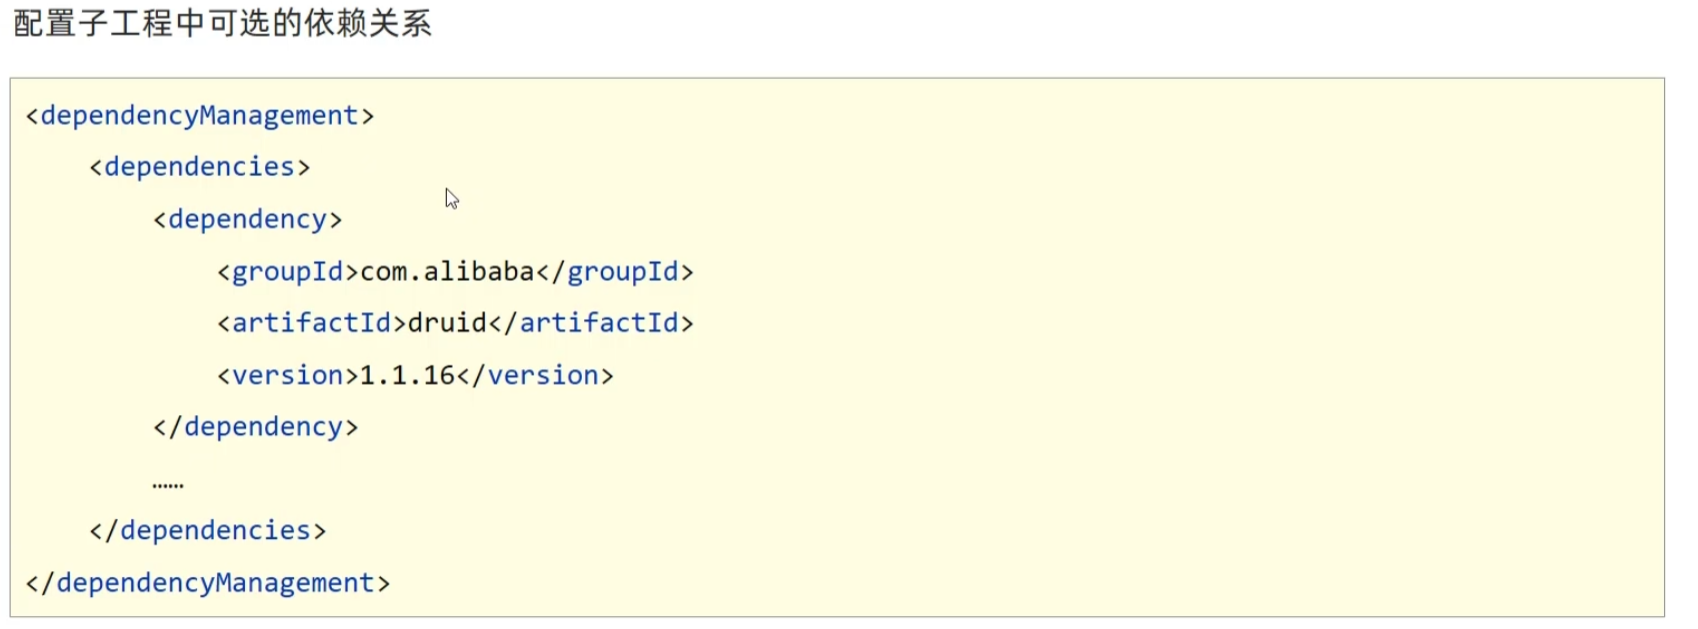 配置子工程中可选的依赖关系
<dependencyManagement>
    <dependencies>
        <dependency>
            <groupId>com.alibaba</groupId>
            <artifactId>druid</artifactId>
            <version>1.1.16</version>
        </dependency>
        ……
    </dependencies>
</dependencyManagement>